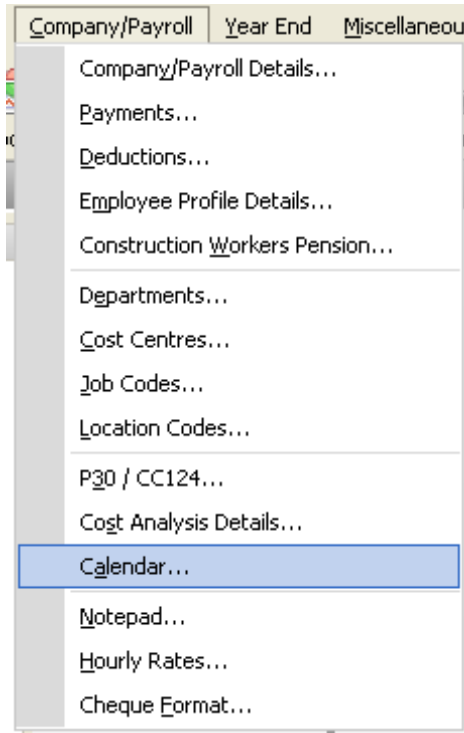 Company/Payroll Year End Miscellaneou
Company/Payroll Details...
Payments...
Deductions...
Employee Profile Details...
Construction Workers Pension...
Departments...
Cost Centres...
Job Codes...
Location Codes...
P30 / CC124...
Cost Analysis Details...
Calendar...
Notepad...
Hourly Rates...
Cheque Format...